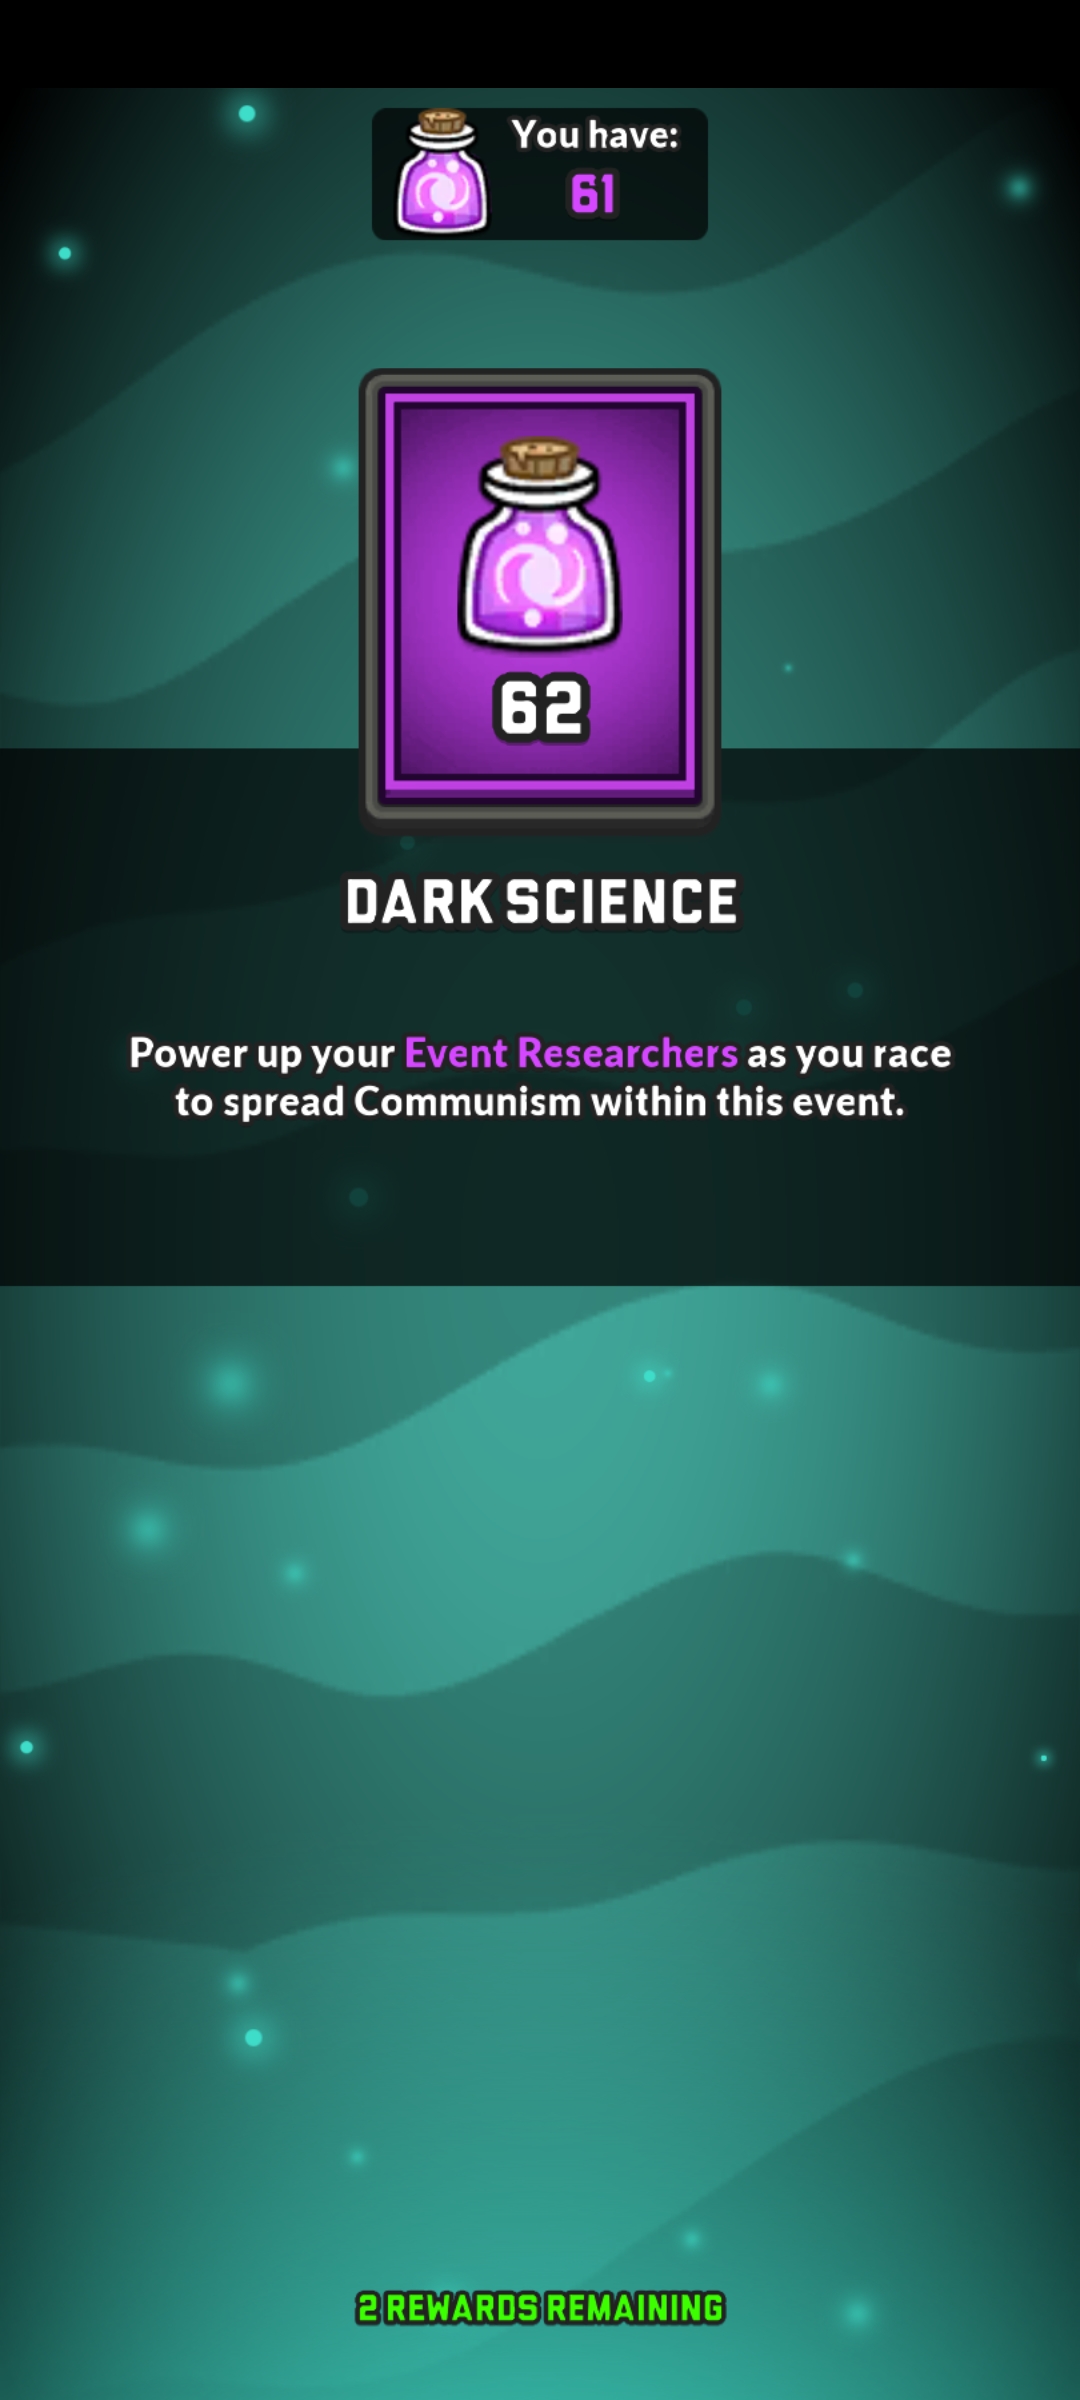 You have:
61
62
DARK SCIENCE
Power up your Event Researchers as you race
to spread Communism within this event.
2 REWARDS REMAINING